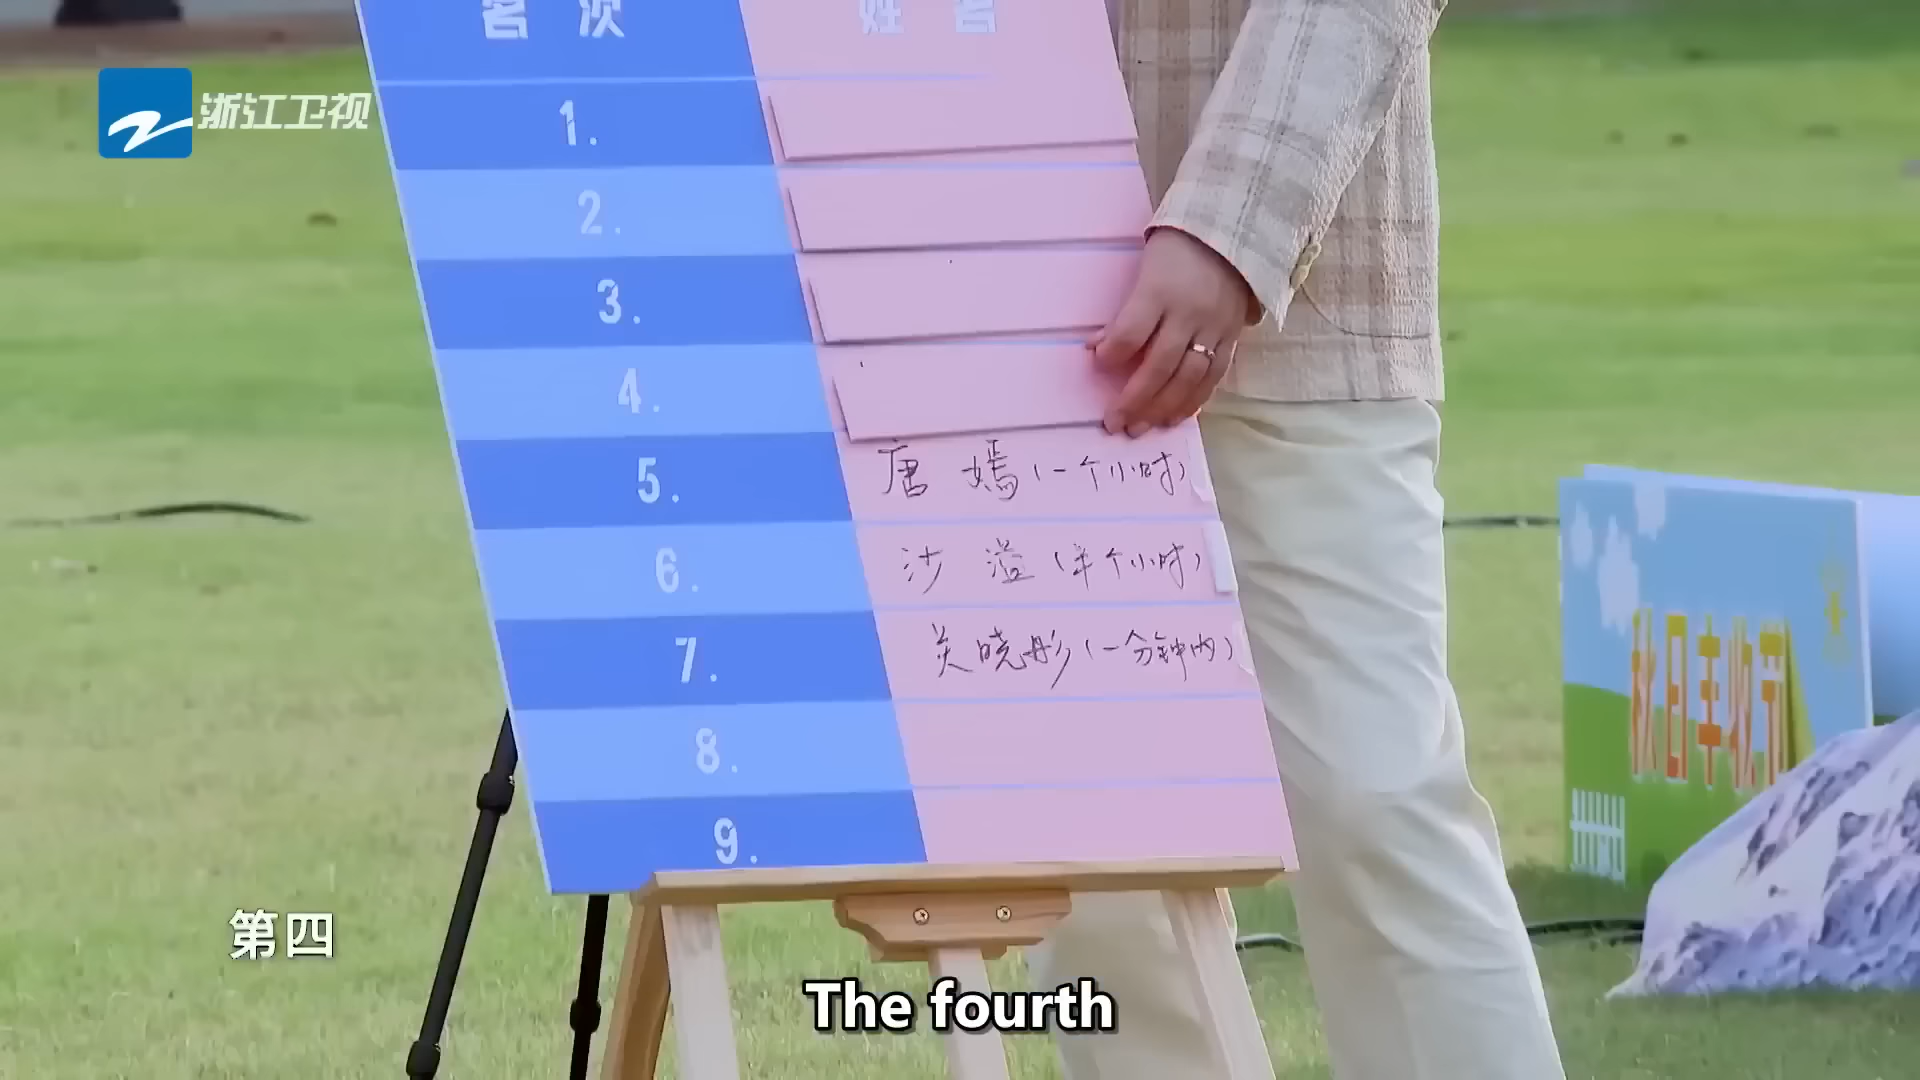 名次 姓名
浙江卫视
1.
2.
3.
4.
5. 唐嫣(一个小时)
6. 沙溢(半个小时)
7. 关晓彤(一分钟内)
8.
9.
秋日丰收节
第四
The fourth